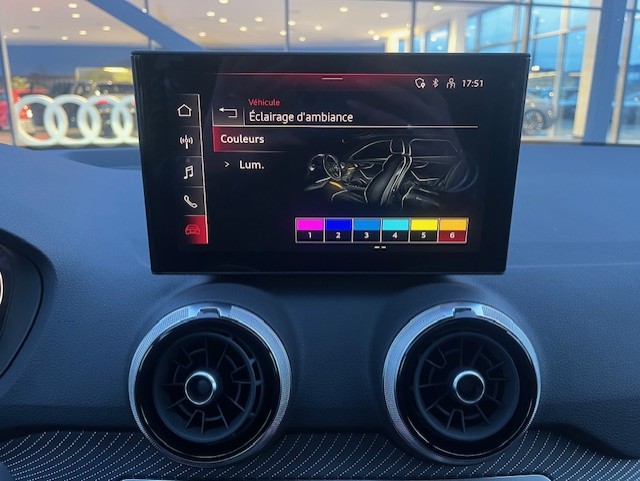 17:51
Véhicule
Éclairage d'ambiance
Couleurs
> Lum.
1 2 3 4 5 6